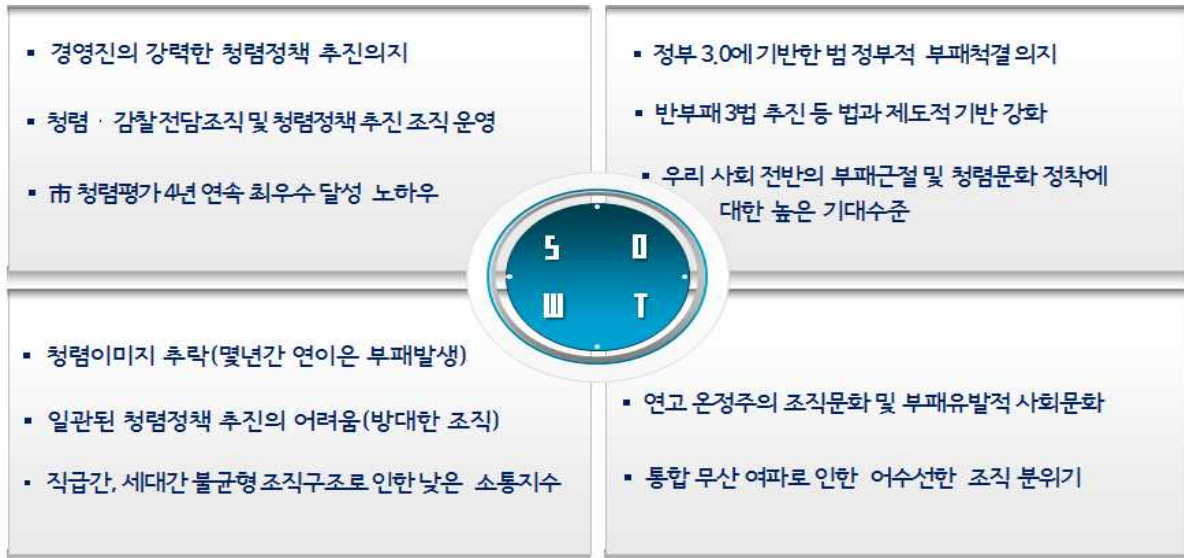 ▪ 경영진의 강력한 청렴정책 추진의지
▪ 청렴 · 감찰 전담조직 및 청렴정책 추진 조직 운영
▪ 市 청렴평가 4년 연속 최우수 달성 노하우
▪ 정부 3.0에 기반한 범 정부적 부패척결 의지
▪ 반부패 3법 추진 등 법과 제도적 기반 강화
▪ 우리 사회 전반의 부패근절 및 청렴문화 정착에
대한 높은 기대수준
S O
W T
▪ 청렴이미지 추락(몇년간 연이은 부패발생)
▪ 일관된 청렴정책 추진의 어려움(방대한 조직)
▪ 직급간, 세대간 불균형 조직구조로 인한 낮은 소통지수
▪ 연고 온정주의 조직문화 및 부패유발적 사회문화
▪ 통합 무산 여파로 인한 어수선한 조직 분위기